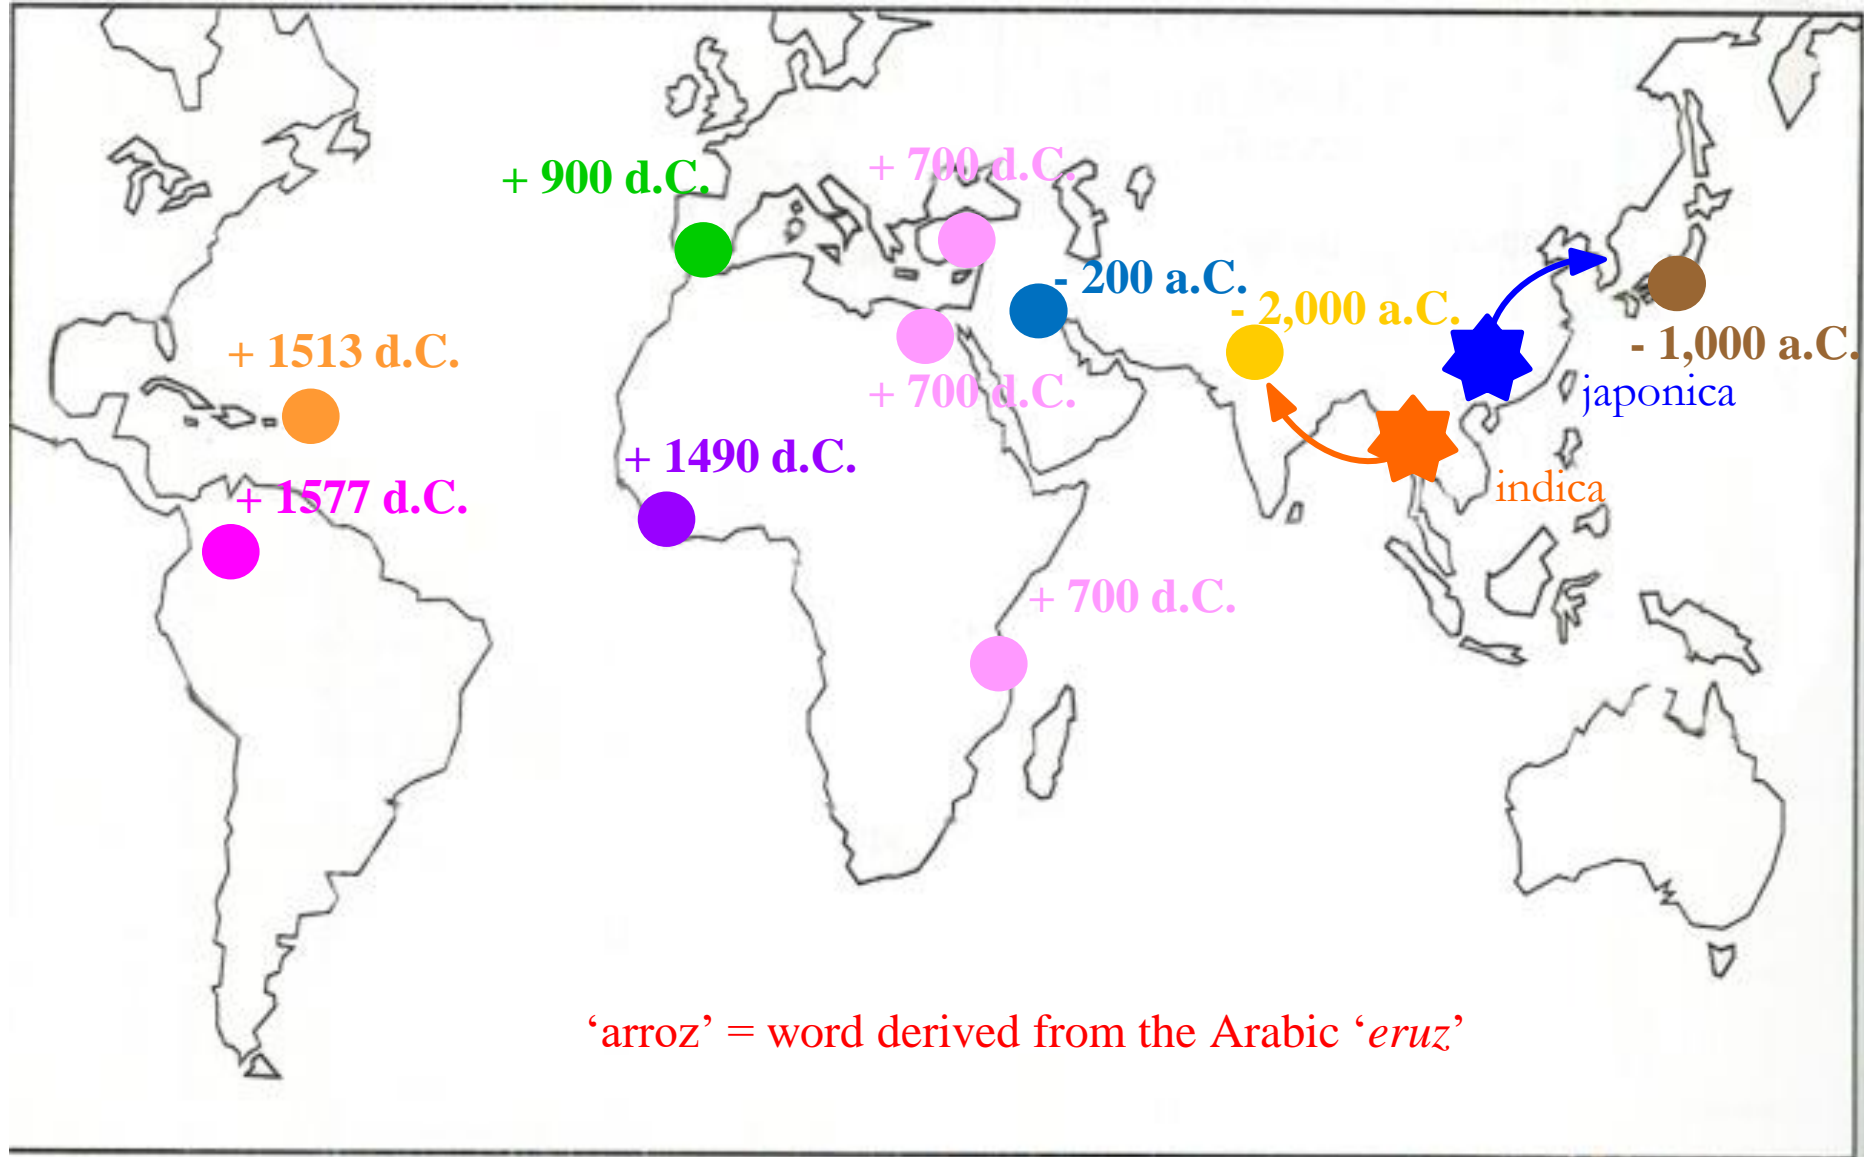 + 900 d.C.
+ 700 d.C.
- 200 a.C.
- 2,000 a.C.
- 1,000 a.C.
+ 1513 d.C.
+ 700 d.C.
japonica
+ 1490 d.C.
+ 1577 d.C.
indica
+ 700 d.C.
‘arroz’ = word derived from the Arabic ‘eruz’